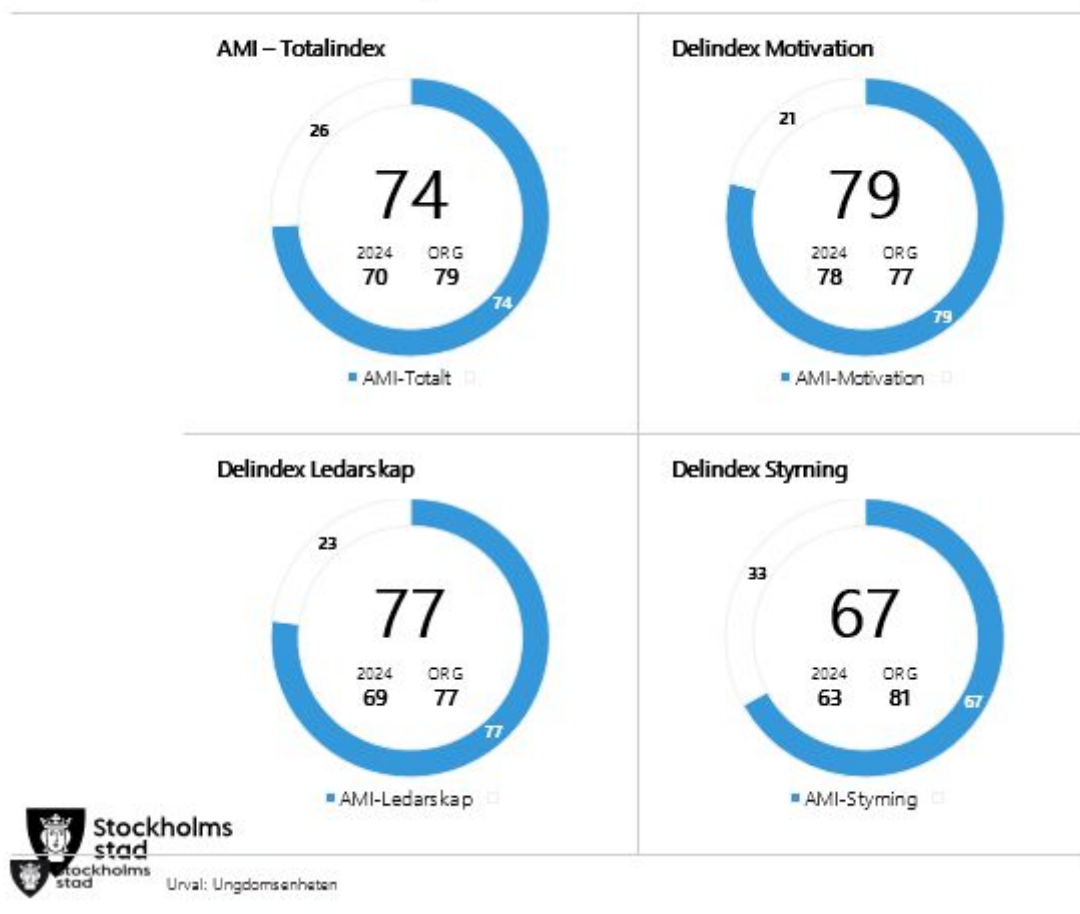 AMI – Totalindex
26
74
2024 ORG
70 79
74
AMI-Totalt
Delindex Motivation
21
79
2024 ORG
78 77
79
AMI-Motivation
Delindex Ledarskap
23
77
2024 ORG
69 77
77
AMI-Ledarskap
Delindex Styrning
33
67
2024 ORG
63 81
67
AMI-Styrning
Stockholms
stad
Stockholms
stad
Urval: Ungdomsenheten